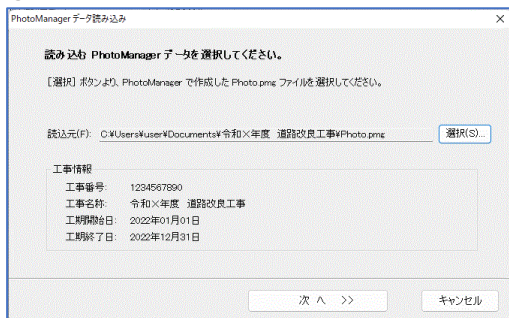 PhotoManager データ読み込み
読み込む PhotoManager データを選択してください。
［選択］ボタンより、PhotoManager で作成した Photo.pmg ファイルを選択してください。
読込元(F): C:¥Users¥user¥Documents¥令和×年度 道路改良工事¥Photo.pmg 選択(S)...
工事情報
工事番号: 1234567890
工事名称: 令和×年度 道路改良工事
工期開始日: 2022年01月01日
工期終了日: 2022年12月31日
次 へ >> キャンセル